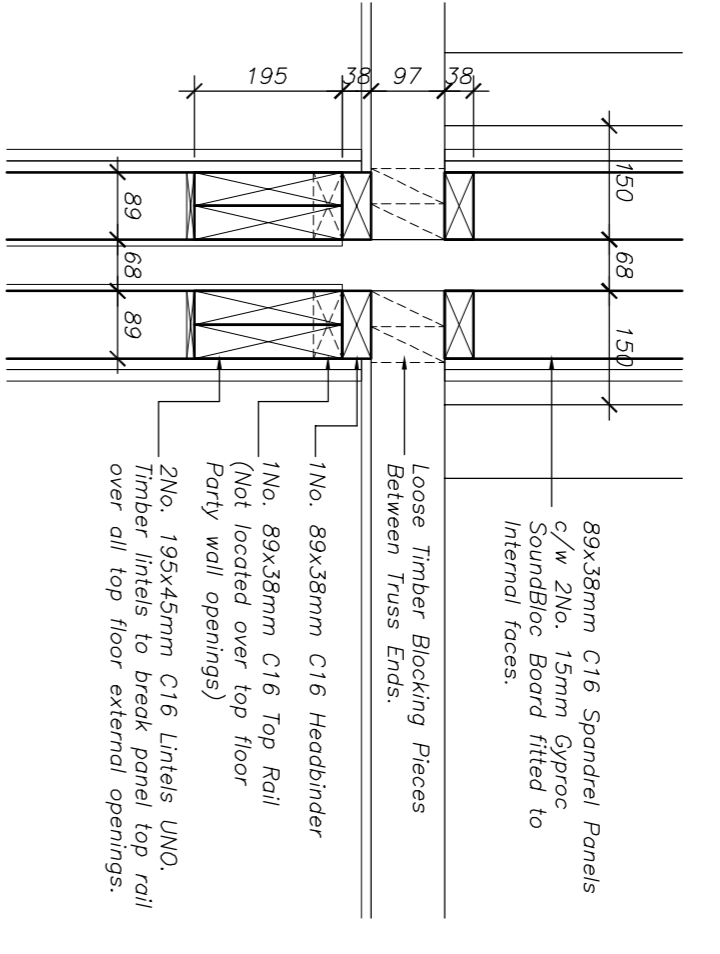 195
38
97
38
150
68
150
89
68
89
89x38mm C16 Spandrel Panels
c/w 2No. 15mm Gyproc
SoundBloc Board fitted to
Internal faces.
Loose Timber Blocking Pieces
Between Truss Ends.
1No. 89x38mm C16 Headbinder
1No. 89x38mm C16 Top Rail
(Not located over top floor
Party wall openings)
2No. 195x45mm C16 Lintels UNO.
Timber lintels to break panel top rail
over all top floor external openings.